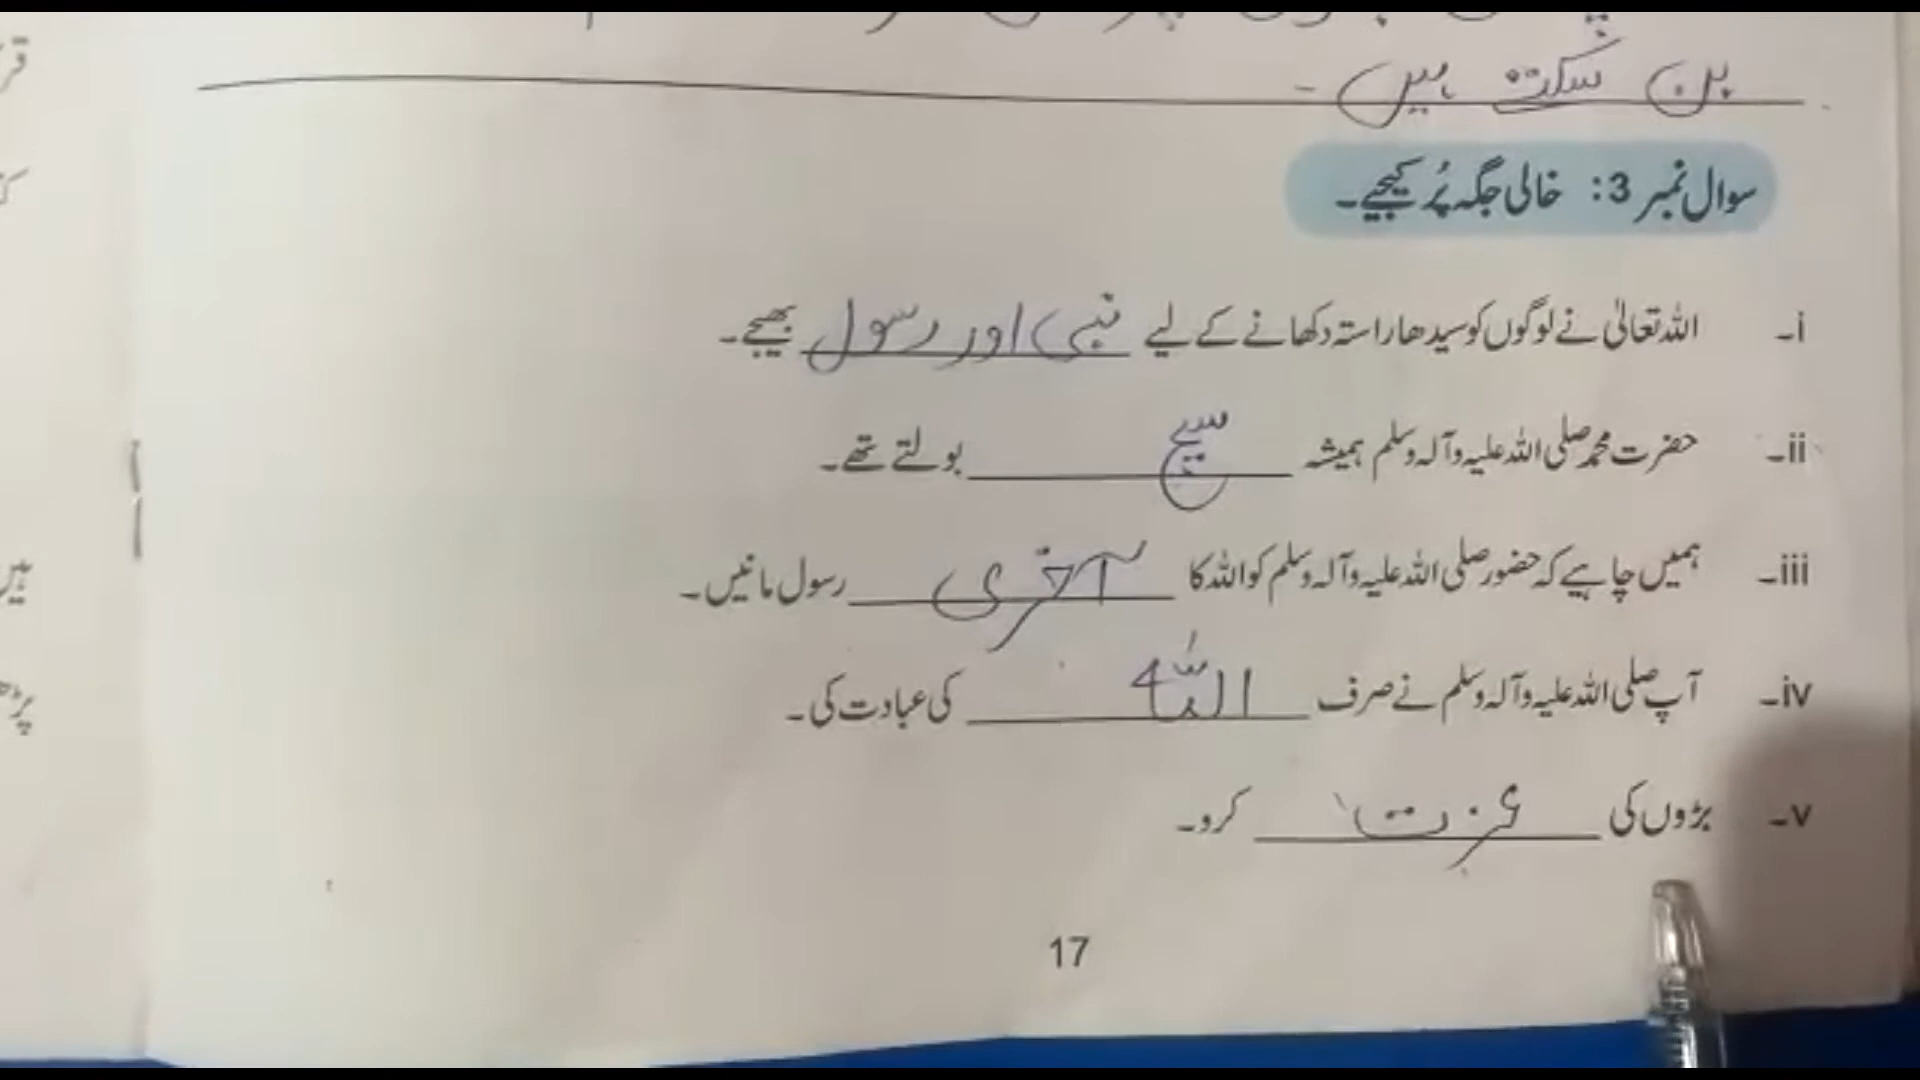 بن سکتے ہیں۔
سوال نمبر 3: خالی جگہ پُر کیجیے۔
i۔ اللہ تعالیٰ نے لوگوں کو سیدھا راستہ دکھانے کے لیے نبی اور رسول بھیجے۔
ii۔ حضرت محمد صلی اللہ علیہ وآلہ وسلم ہمیشہ سچ بولتے تھے۔
iii۔ ہمیں چاہیے کہ حضور صلی اللہ علیہ وآلہ وسلم کو اللہ کا آخری رسول مانیں۔
iv۔ آپ صلی اللہ علیہ وآلہ وسلم نے صرف اللہ کی عبادت کی۔
v۔ بڑوں کی عزت کرو۔
17